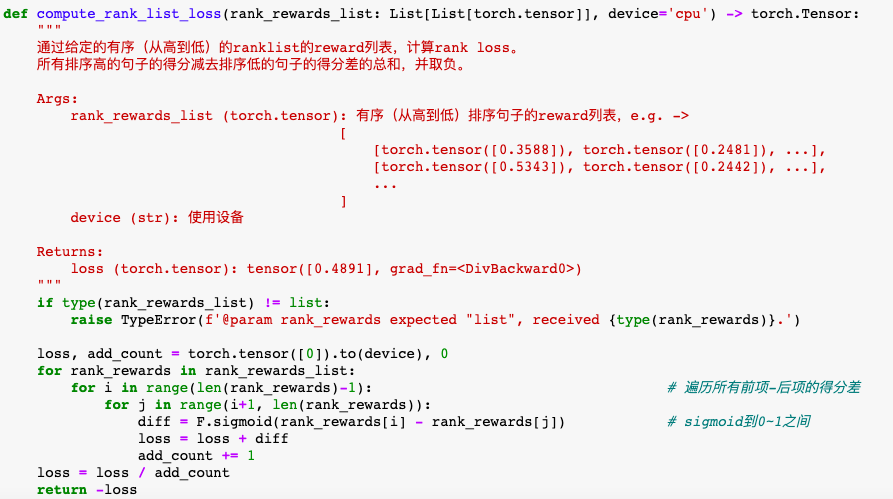 def compute_rank_list_loss(rank_rewards_list: List[List[torch.tensor]], device='cpu') -> torch.Tensor:
    """
    通过给定的有序（从高到低）的ranklist的reward列表，计算rank loss。
    所有排序高的句子的得分减去排序低的句子的得分差的总和，并取负。

    Args:
        rank_rewards_list (torch.tensor): 有序（从高到低）排序句子的reward列表，e.g. ->
                                        [
                                            [torch.tensor([0.3588]), torch.tensor([0.2481]), ...],
                                            [torch.tensor([0.5343]), torch.tensor([0.2442]), ...],
                                            ...
                                        ]
        device (str): 使用设备

    Returns:
        loss (torch.tensor): tensor([0.4891], grad_fn=<DivBackward0>)
    """
    if type(rank_rewards_list) != list:
        raise TypeError(f'@param rank_rewards expected "list", received {type(rank_rewards)}.')

    loss, add_count = torch.tensor([0]).to(device), 0
    for rank_rewards in rank_rewards_list:
        for i in range(len(rank_rewards)-1):                                   # 遍历所有前项-后项的得分差
            for j in range(i+1, len(rank_rewards)):
                diff = F.sigmoid(rank_rewards[i] - rank_rewards[j])            # sigmoid到0~1之间
                loss = loss + diff
                add_count += 1
    loss = loss / add_count
    return -loss